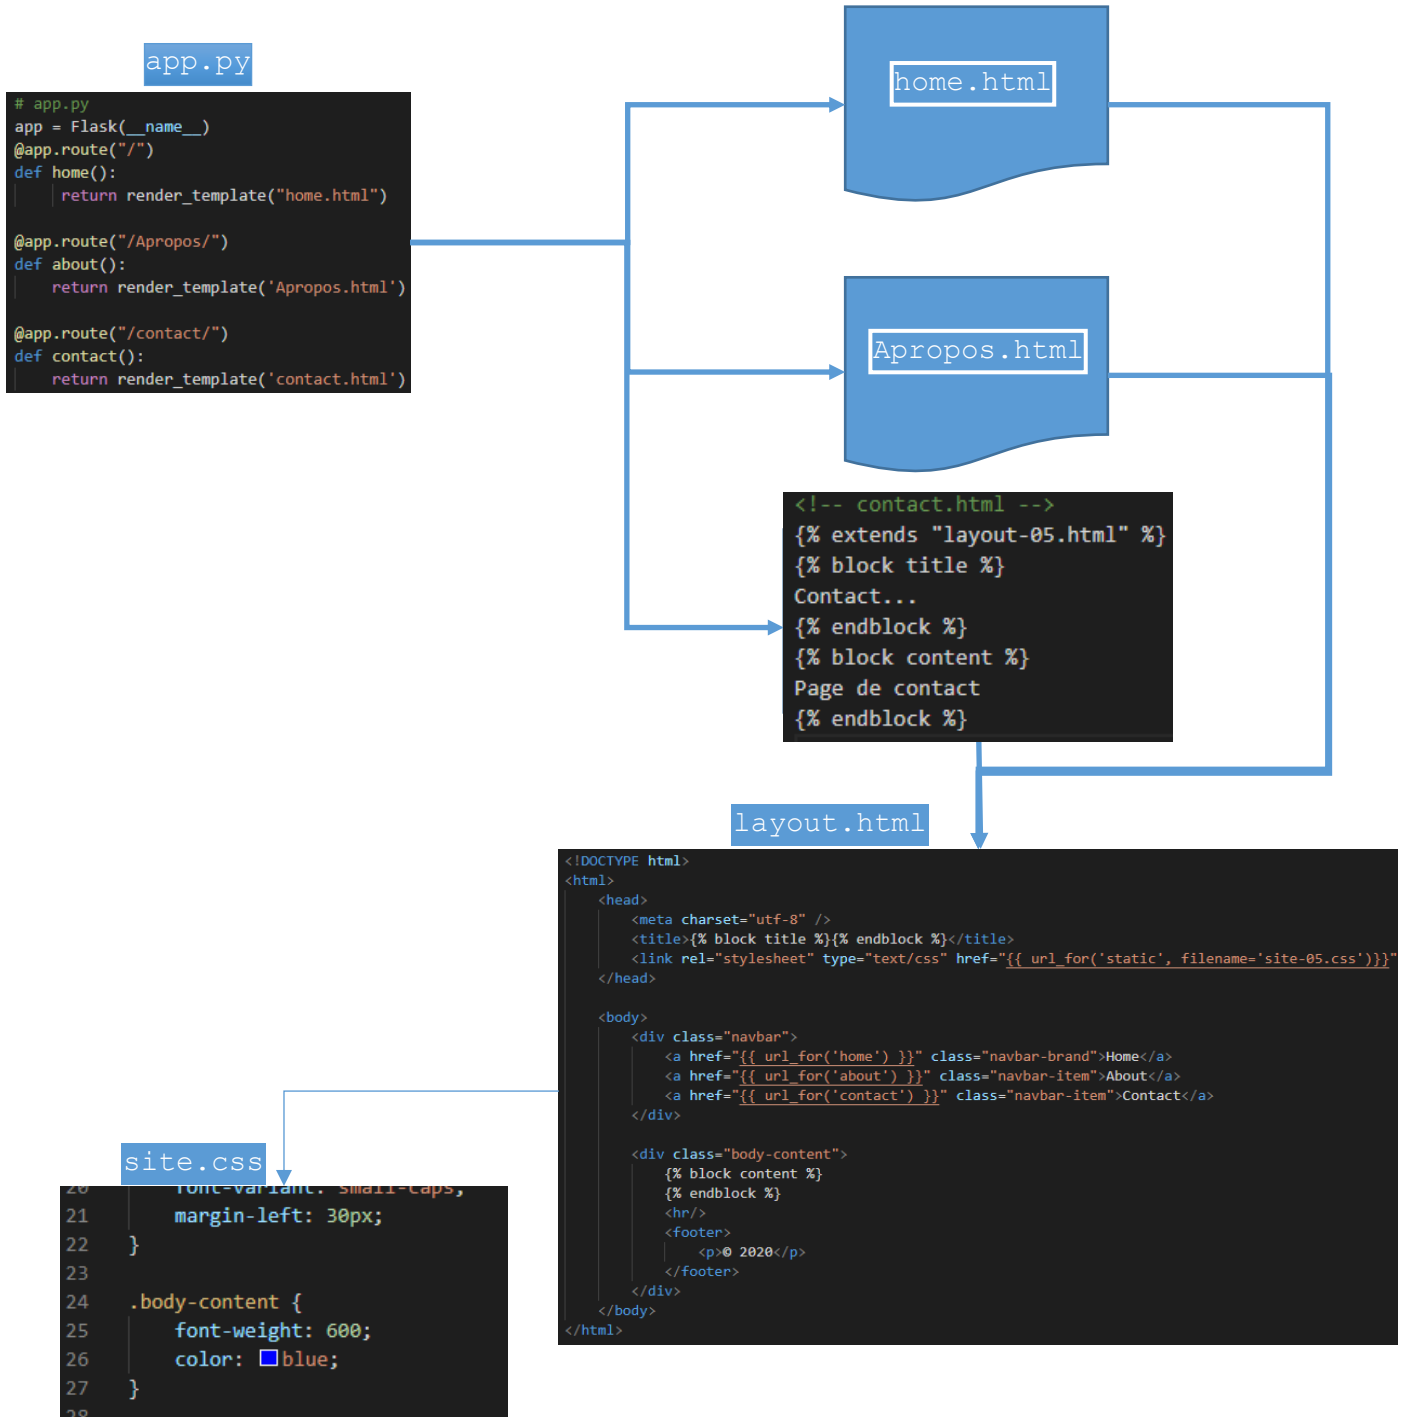 app.py
# app.py
app = Flask(__name__)
@app.route("/")
def home():
return render_template("home.html")
@app.route("/Apropos/")
def about():
return render_template('Apropos.html')
@app.route("/contact/")
def contact():
return render_template('contact.html')
home.html
Apropos.html
<!-- contact.html -->
{% extends "layout-05.html" %}
{% block title %}
Contact...
{% endblock %}
{% block content %}
Page de contact
{% endblock %}
layout.html
<!DOCTYPE html>
<html>
<head>
<meta charset="utf-8" />
<title>{% block title %}{% endblock %}</title>
<link rel="stylesheet" type="text/css" href="{{ url_for('static', filename='site-05.css')}}"
</head>
<body>
<div class="navbar">
<a href="{{ url_for('home') }}" class="navbar-brand">Home</a>
<a href="{{ url_for('about') }}" class="navbar-item">About</a>
<a href="{{ url_for('contact') }}" class="navbar-item">Contact</a>
</div>
<div class="body-content">
{% block content %}
{% endblock %}
<hr/>
<footer>
<p>© 2020</p>
</footer>
</div>
</body>
</html>
site.css
20 font-variant: small-caps;
21 margin-left: 30px;
22 }
23
24 .body-content {
25 font-weight: 600;
26 color: blue;
27 }
28